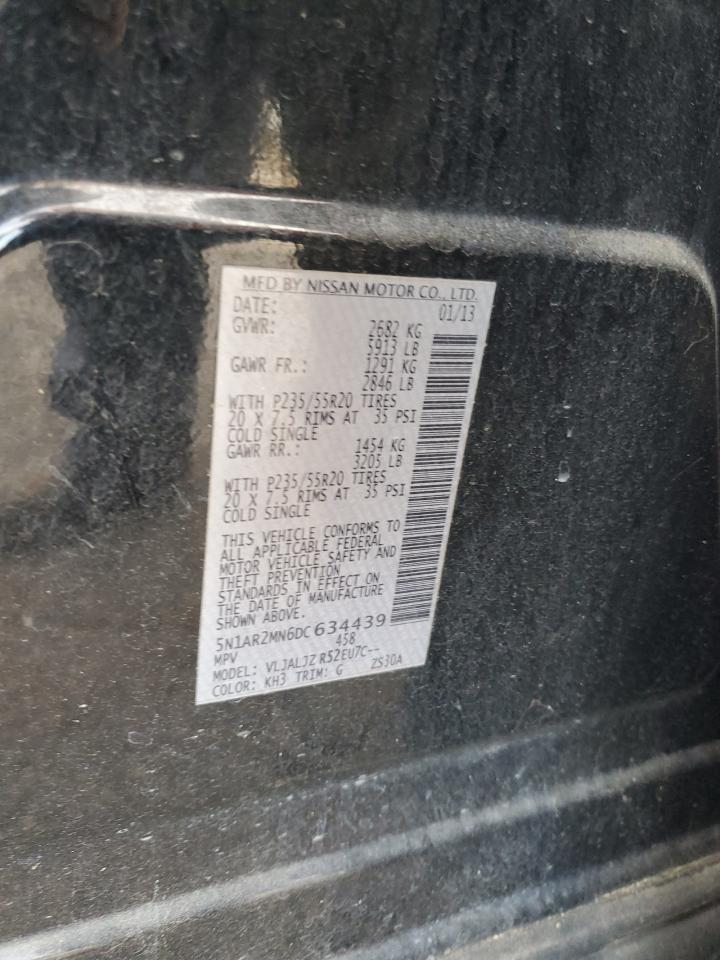 MFD BY NISSAN MOTOR CO., LTD.
DATE: 01/13
GVWR: 2682 KG
5913 LB
GAWR FR.: 1291 KG
2846 LB
WITH P235/55R20 TIRES
20 X 7.5 RIMS AT 35 PSI
COLD SINGLE
GAWR RR.: 1454 KG
3205 LB
WITH P235/55R20 TIRES
20 X 7.5 RIMS AT 35 PSI
COLD SINGLE
THIS VEHICLE CONFORMS TO
ALL APPLICABLE FEDERAL
MOTOR VEHICLE SAFETY AND
THEFT PREVENTION
STANDARDS IN EFFECT ON
THE DATE OF MANUFACTURE
SHOWN ABOVE.
5N1AR2MN6DC634439
MPV 458
MODEL: VLJALJZ R52EU7C--
COLOR: KH3 TRIM: G ZS30A